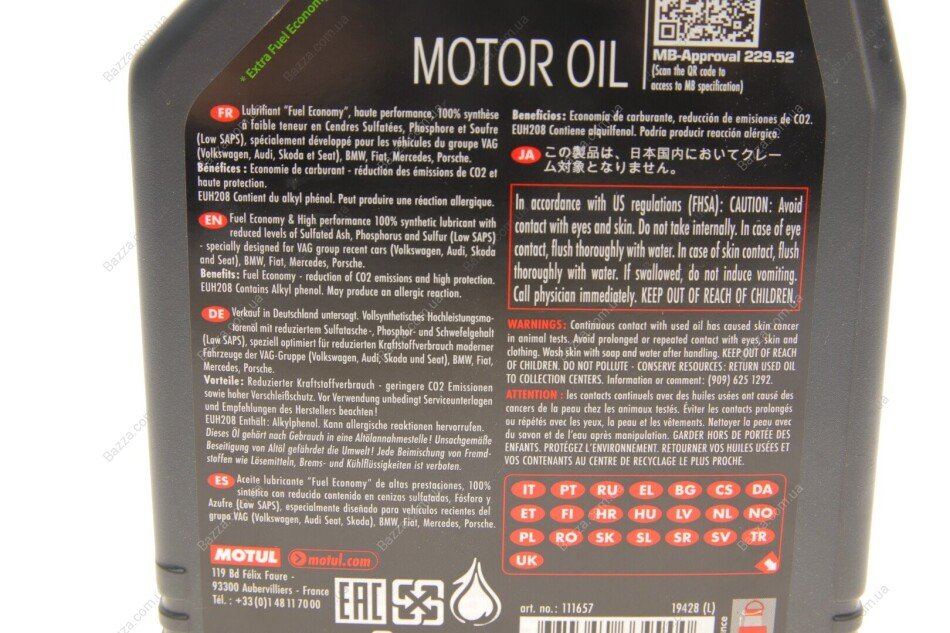 * Extra Fuel Economy
MOTOR OIL
MB-Approval 229.52
(Scan the QR code to
access to MB specification)
FR Lubrifiant "Fuel Economy", haute performance, 100% synthèse
à faible teneur en Cendres Sulfatées, Phosphore et Soufre
(Low SAPS), spécialement développé pour les véhicules du groupe VAG
(Volkswagen, Audi, Skoda et Seat), BMW, Fiat, Mercedes, Porsche.
Bénéfices : Economie de carburant - réduction des émissions de CO2 et
haute protection.
EUH208 Contient du alkyl phénol. Peut produire une réaction allergique.
EN Fuel Economy & High performance 100% synthetic lubricant with
reduced levels of Sulfated Ash, Phosphorus and Sulfur (Low SAPS)
- specially designed for VAG group recent cars (Volkswagen, Audi, Skoda
and Seat), BMW, Fiat, Mercedes, Porsche.
Benefits: Fuel Economy - reduction of CO2 emissions and high protection.
EUH208 Contains Alkyl phenol. May produce an allergic reaction.
DE Verkauf in Deutschland untersagt. Vollsynthetisches Hochleistungsmo-
torenöl mit reduziertem Sulfatasche-, Phosphor- und Schwefelgehalt
(Low SAPS), speziell optimiert für reduzierten Kraftstoffverbrauch moderner
Fahrzeuge der VAG-Gruppe (Volkswagen, Audi, Skoda und Seat), BMW, Fiat,
Mercedes, Porsche.
Vorteile: Reduzierter Kraftstoffverbrauch - geringere CO2 Emissionen
sowie hoher Verschleißschutz. Vor Verwendung unbedingt Serviceunterlagen
und Empfehlungen des Herstellers beachten!
EUH208 Enthält: Alkylphenol. Kann allergische reaktionen hervorrufen.
Dieses Öl gehört nach Gebrauch in eine Altölannahmestelle! Unsachgemäße
Beseitigung von Altöl gefährdet die Umwelt! Jede Beimischung von Fremd-
stoffen wie Lösemitteln, Brems- und Kühlflüssigkeiten ist verboten.
ES Aceite lubricante "Fuel Economy" de altas prestaciones, 100%
sintético con reducido contenido en cenizas sulfatadas, Fósforo y
Azufre (Low SAPS), especialmente diseñado para vehículos recientes del
grupo VAG (Volkswagen, Audi Seat, Skoda), BMW, Fiat, Mercedes, Porsche.
MOTUL motul.com
119 Bd Félix Faure -
93300 Aubervilliers - France
Tél. : +33(0)1 48 11 70 00
EAC
Beneficios: Economía de carburante, reducción de emisiones de CO2.
EUH208 Contiene alquilfenol. Podría producir reacción alérgica.
JA この製品は、日本国内においてクレー
ム対象となりません。
In accordance with US regulations (FHSA): CAUTION: Avoid
contact with eyes and skin. Do not take internally. In case of eye
contact, flush thoroughly with water. In case of skin contact, flush
thoroughly with water. If swallowed, do not induce vomiting.
Call physician immediately. KEEP OUT OF REACH OF CHILDREN.
WARNINGS: Continuous contact with used oil has caused skin cancer
in animal tests. Avoid prolonged or repeated contact with eyes, skin and
clothing. Wash skin with soap and water after handling. KEEP OUT OF REACH
OF CHILDREN. DO NOT POLLUTE - CONSERVE RESOURCES: RETURN USED OIL
TO COLLECTION CENTERS. Information or comment: (909) 625 1292.
ATTENTION : les contacts continuels avec des huiles usées ont causé des
cancers de la peau chez les animaux testés. Éviter les contacts prolongés
ou répétés avec les yeux, la peau et les vêtements. Nettoyer la peau avec
du savon et de l'eau après manipulation. GARDER HORS DE PORTÉE DES
ENFANTS. PROTÉGEZ L'ENVIRONNEMENT. RETOURNER VOS HUILES USÉES ET
VOS CONTENANTS AU CENTRE DE RECYCLAGE LE PLUS PROCHE.
IT PT RU EL BG CS DA
ET FI HR HU LV NL NO
PL RO SK SL SR SV TR
UK
art. no.: 111657 19428 (L)
Bazza.com.ua